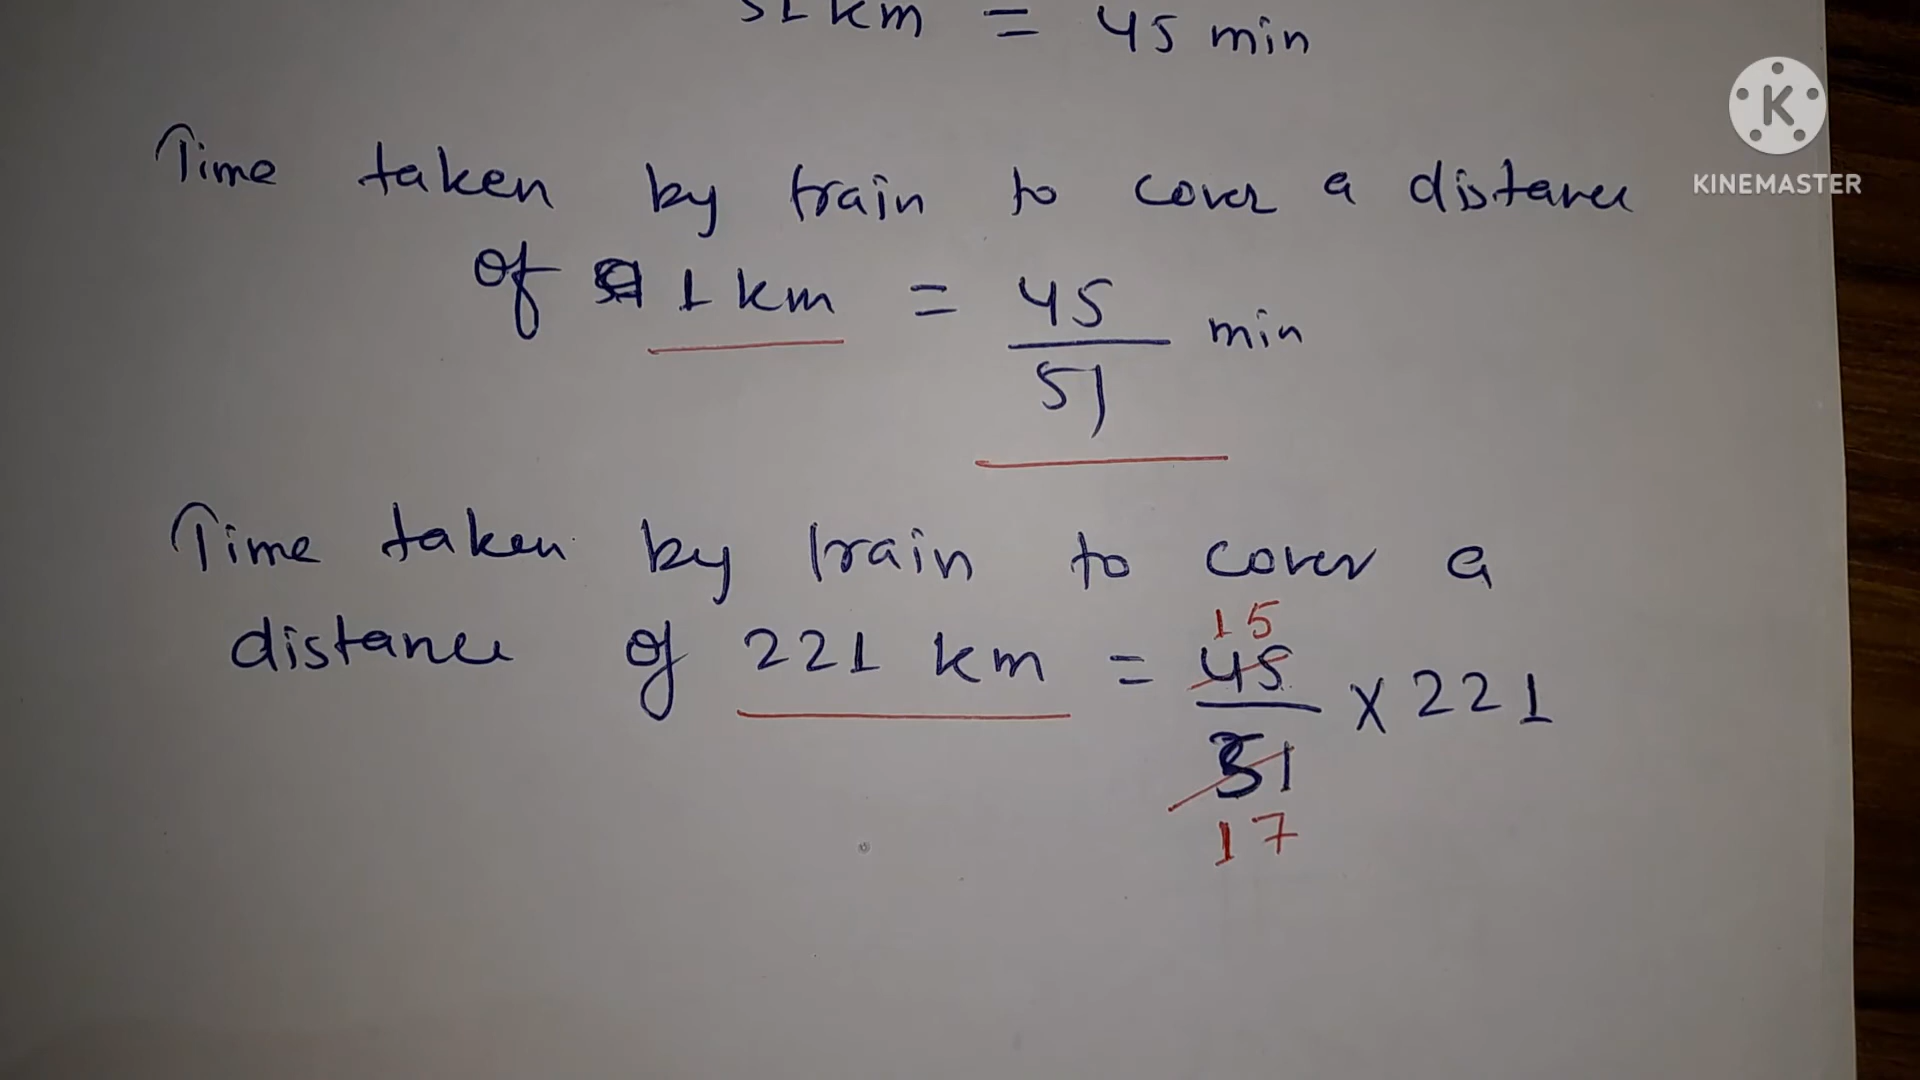 51 km = 45 min
Time taken by train to cover a distance
of 1 km = 45/51 min
Time taken by train to cover a
distance of 221 km = 45/51 X 221
15
17
K
KINEMASTER